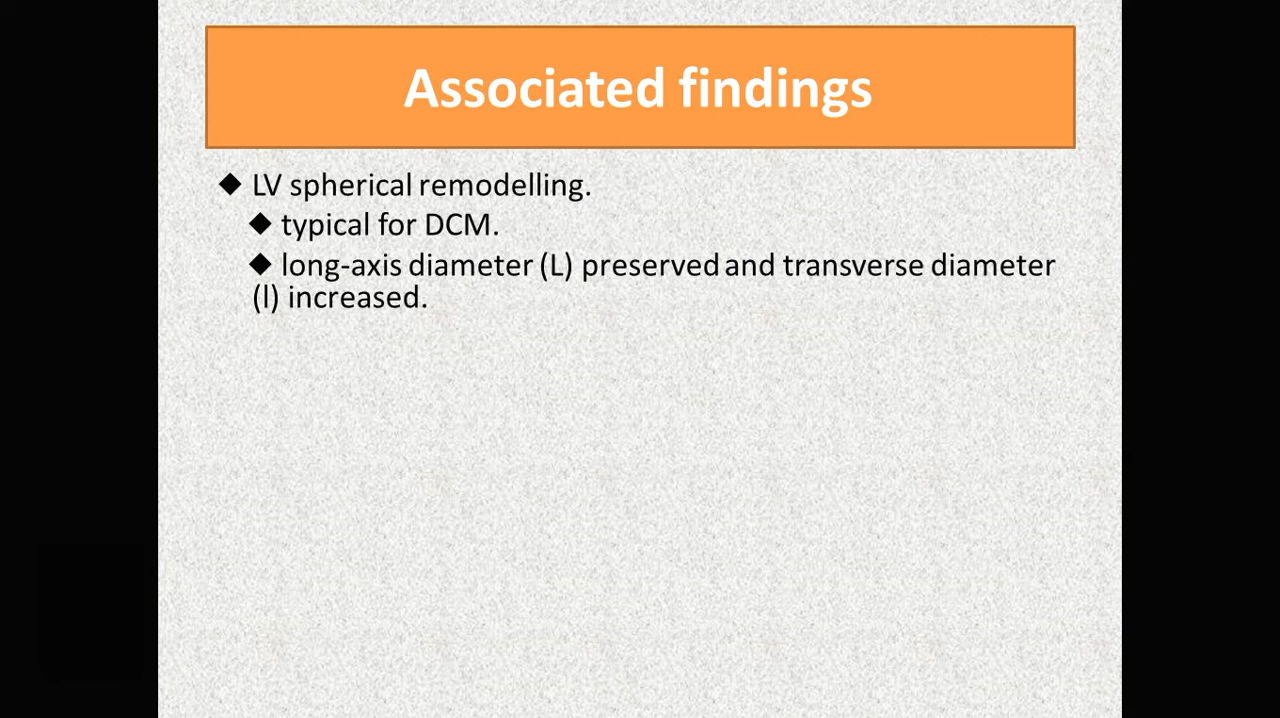 Associated findings
◆ LV spherical remodelling.
◆ typical for DCM.
◆ long-axis diameter (L) preserved and transverse diameter
(l) increased.